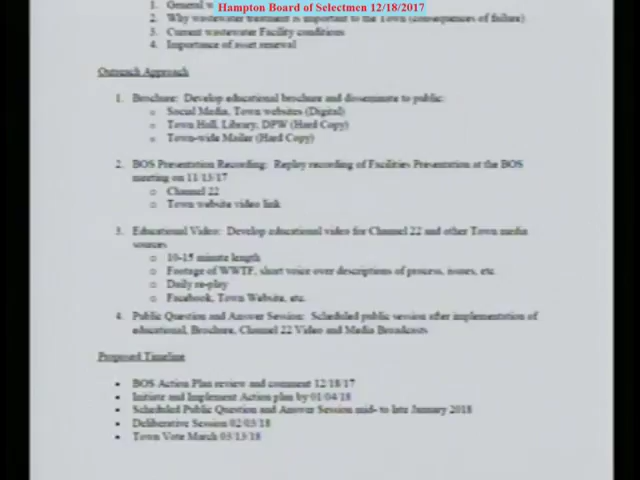 Hampton Board of Selectmen 12/18/2017
1. General
2. Why wastewater treatment is important to the Town (consequences of failure)
3. Current wastewater Facility conditions
4. Importance of asset renewal
Outreach Approach
1. Brochure: Develop educational brochure and disseminate to public:
o Social Media, Town websites (Digital)
o Town Hall, Library, DPW (Hard Copy)
o Town-wide Mailer (Hard Copy)
2. BOS Presentation Recording: Replay recording of Facilities Presentation at the BOS
meeting on 11/13/17
o Channel 22
o Town website video link
3. Educational Video: Develop educational video for Channel 22 and other Town media
sources
o 10-15 minute length
o Footage of WWTF, short voice over descriptions of process, issues, etc.
o Daily re-play
o Facebook, Town Website, etc.
4. Public Question and Answer Session: Scheduled public session after implementation of
educational, Brochure, Channel 22 Video and Media Broadcasts
Proposed Timeline
• BOS Action Plan review and comment 12/18/17
• Initiate and Implement Action plan by 01/04/18
• Scheduled Public Question and Answer Session mid- to late January 2018
• Deliberative Session 02/03/18
• Town Vote March 03/13/18